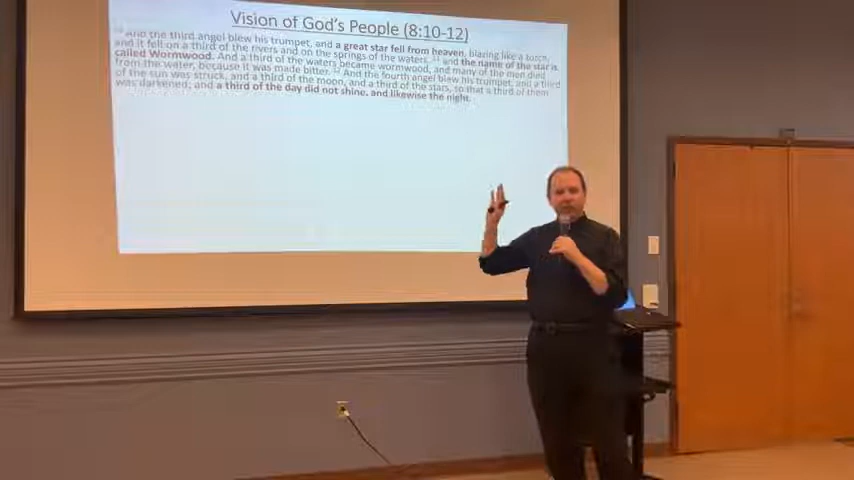 Vision of God's People (8:10-12)
10 And the third angel blew his trumpet, and a great star fell from heaven, blazing like a torch,
and it fell on a third of the rivers and on the springs of the waters. 11 and the name of the star is
called Wormwood. And a third of the waters became wormwood, and many of the men died
from the water, because it was made bitter. 12 And the fourth angel blew his trumpet, and a third
of the sun was struck, and a third of the moon, and a third of the stars, so that a third of them
was darkened; and a third of the day did not shine, and likewise the night.